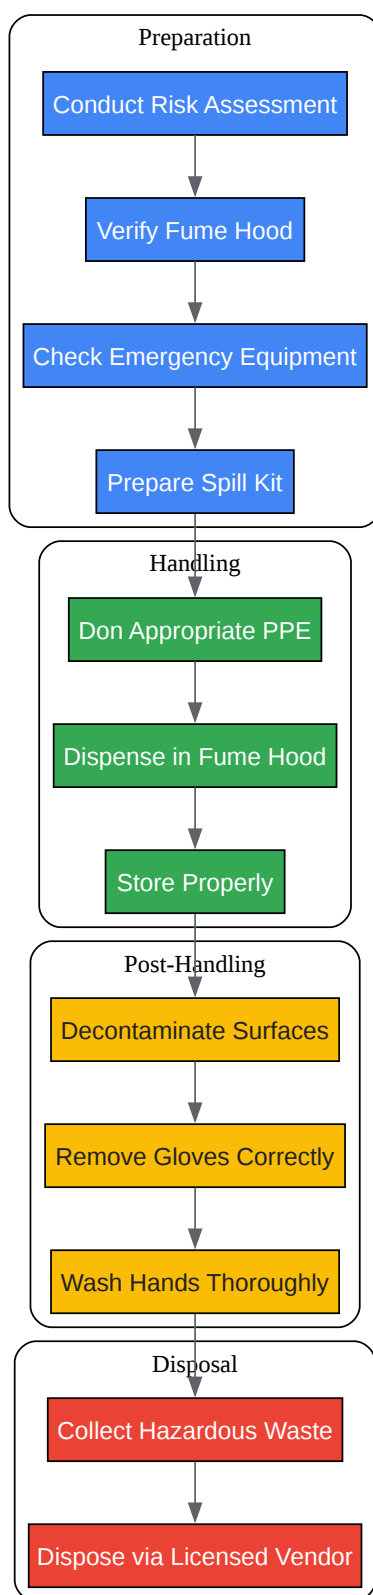 Preparation
Conduct Risk Assessment
Verify Fume Hood
Check Emergency Equipment
Prepare Spill Kit
Handling
Don Appropriate PPE
Dispense in Fume Hood
Store Properly
Post-Handling
Decontaminate Surfaces
Remove Gloves Correctly
Wash Hands Thoroughly
Disposal
Collect Hazardous Waste
Dispose via Licensed Vendor